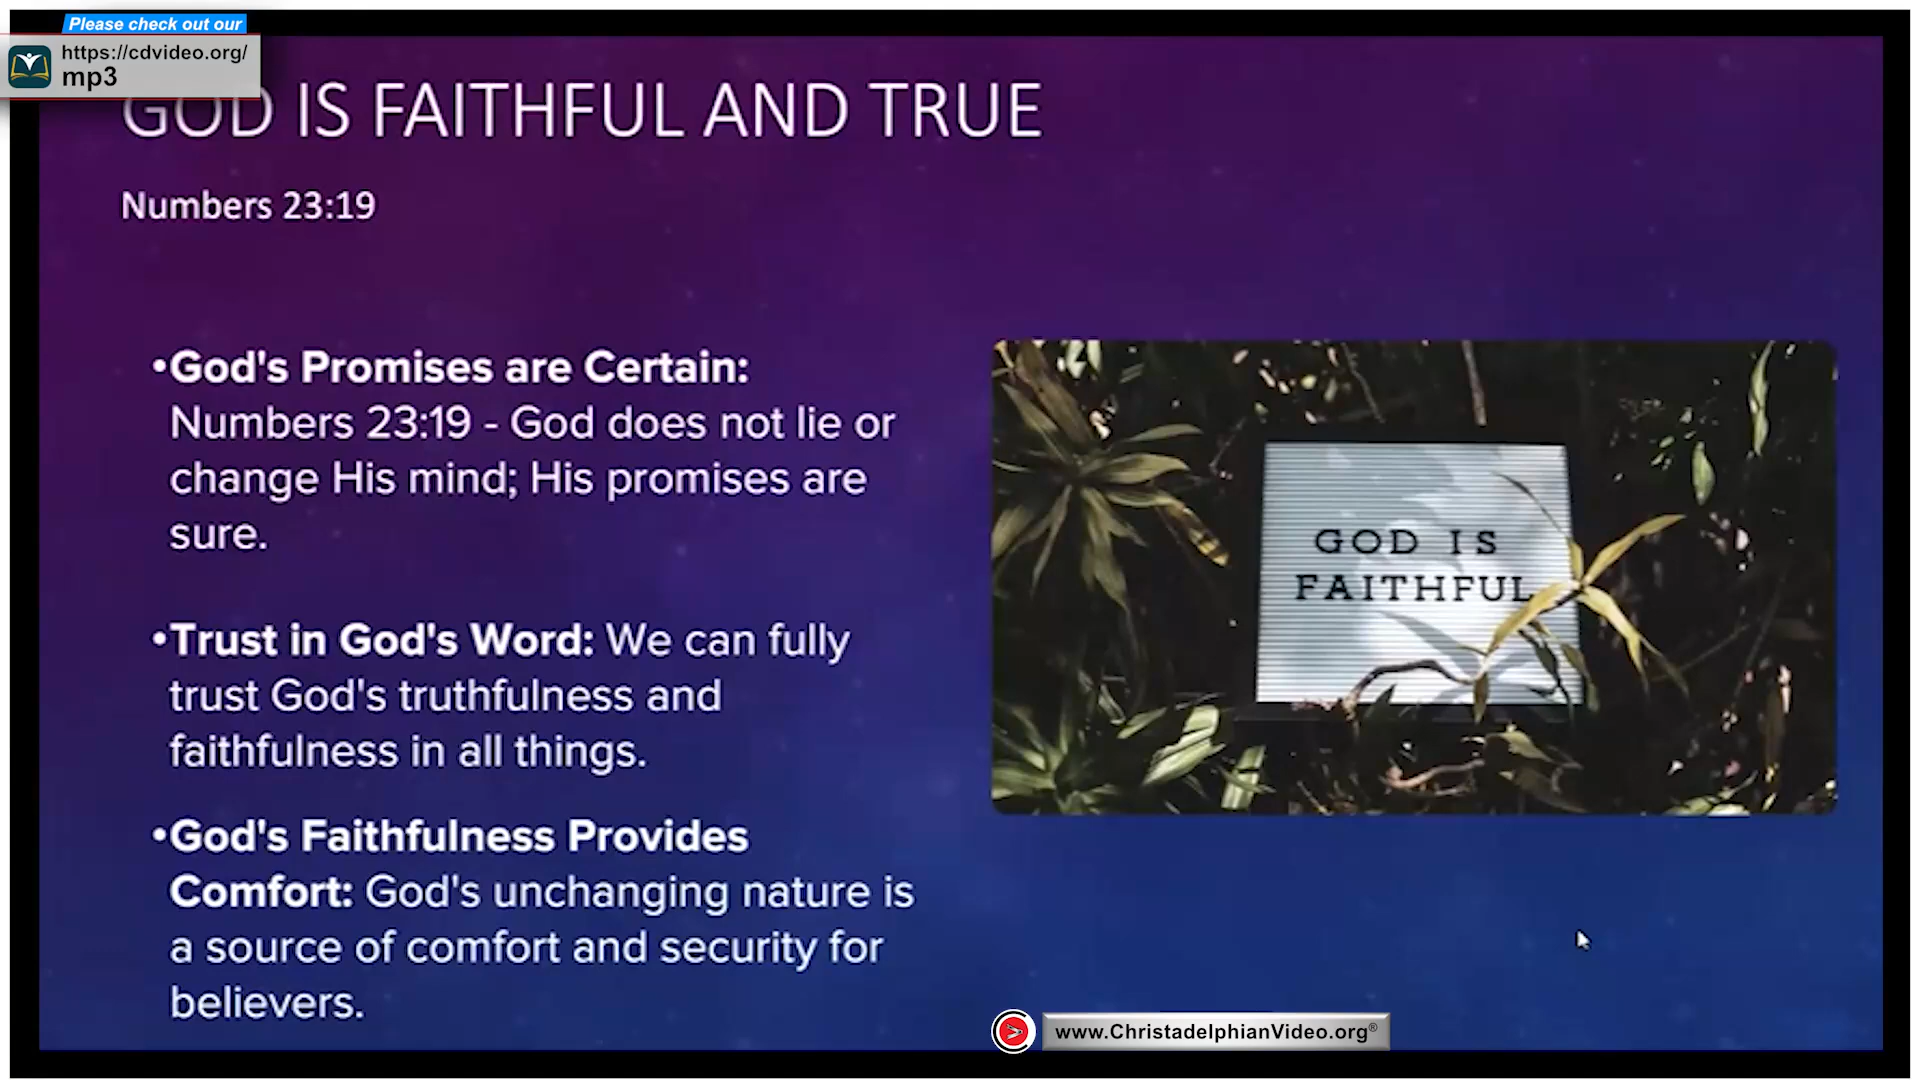 Please check out our
https://cdvideo.org/
mp3
GOD IS FAITHFUL AND TRUE
Numbers 23:19
•God's Promises are Certain:
Numbers 23:19 - God does not lie or
change His mind; His promises are
sure.
•Trust in God's Word: We can fully
trust God's truthfulness and
faithfulness in all things.
•God's Faithfulness Provides
Comfort: God's unchanging nature is
a source of comfort and security for
believers.
GOD IS
FAITHFUL
www.ChristadelphianVideo.org®